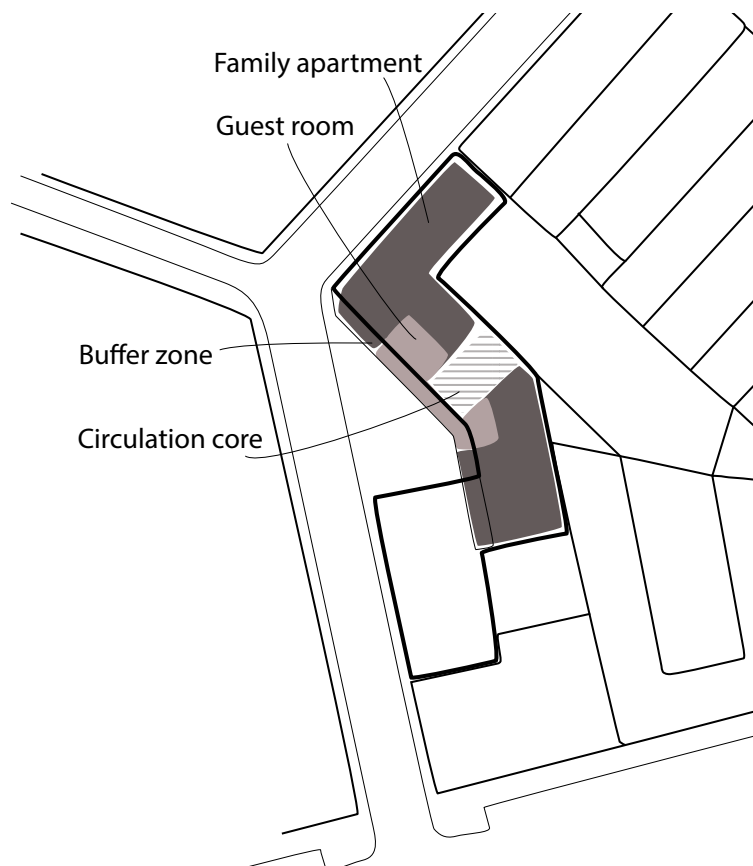 Family apartment
Guest room
Buffer zone
Circulation core